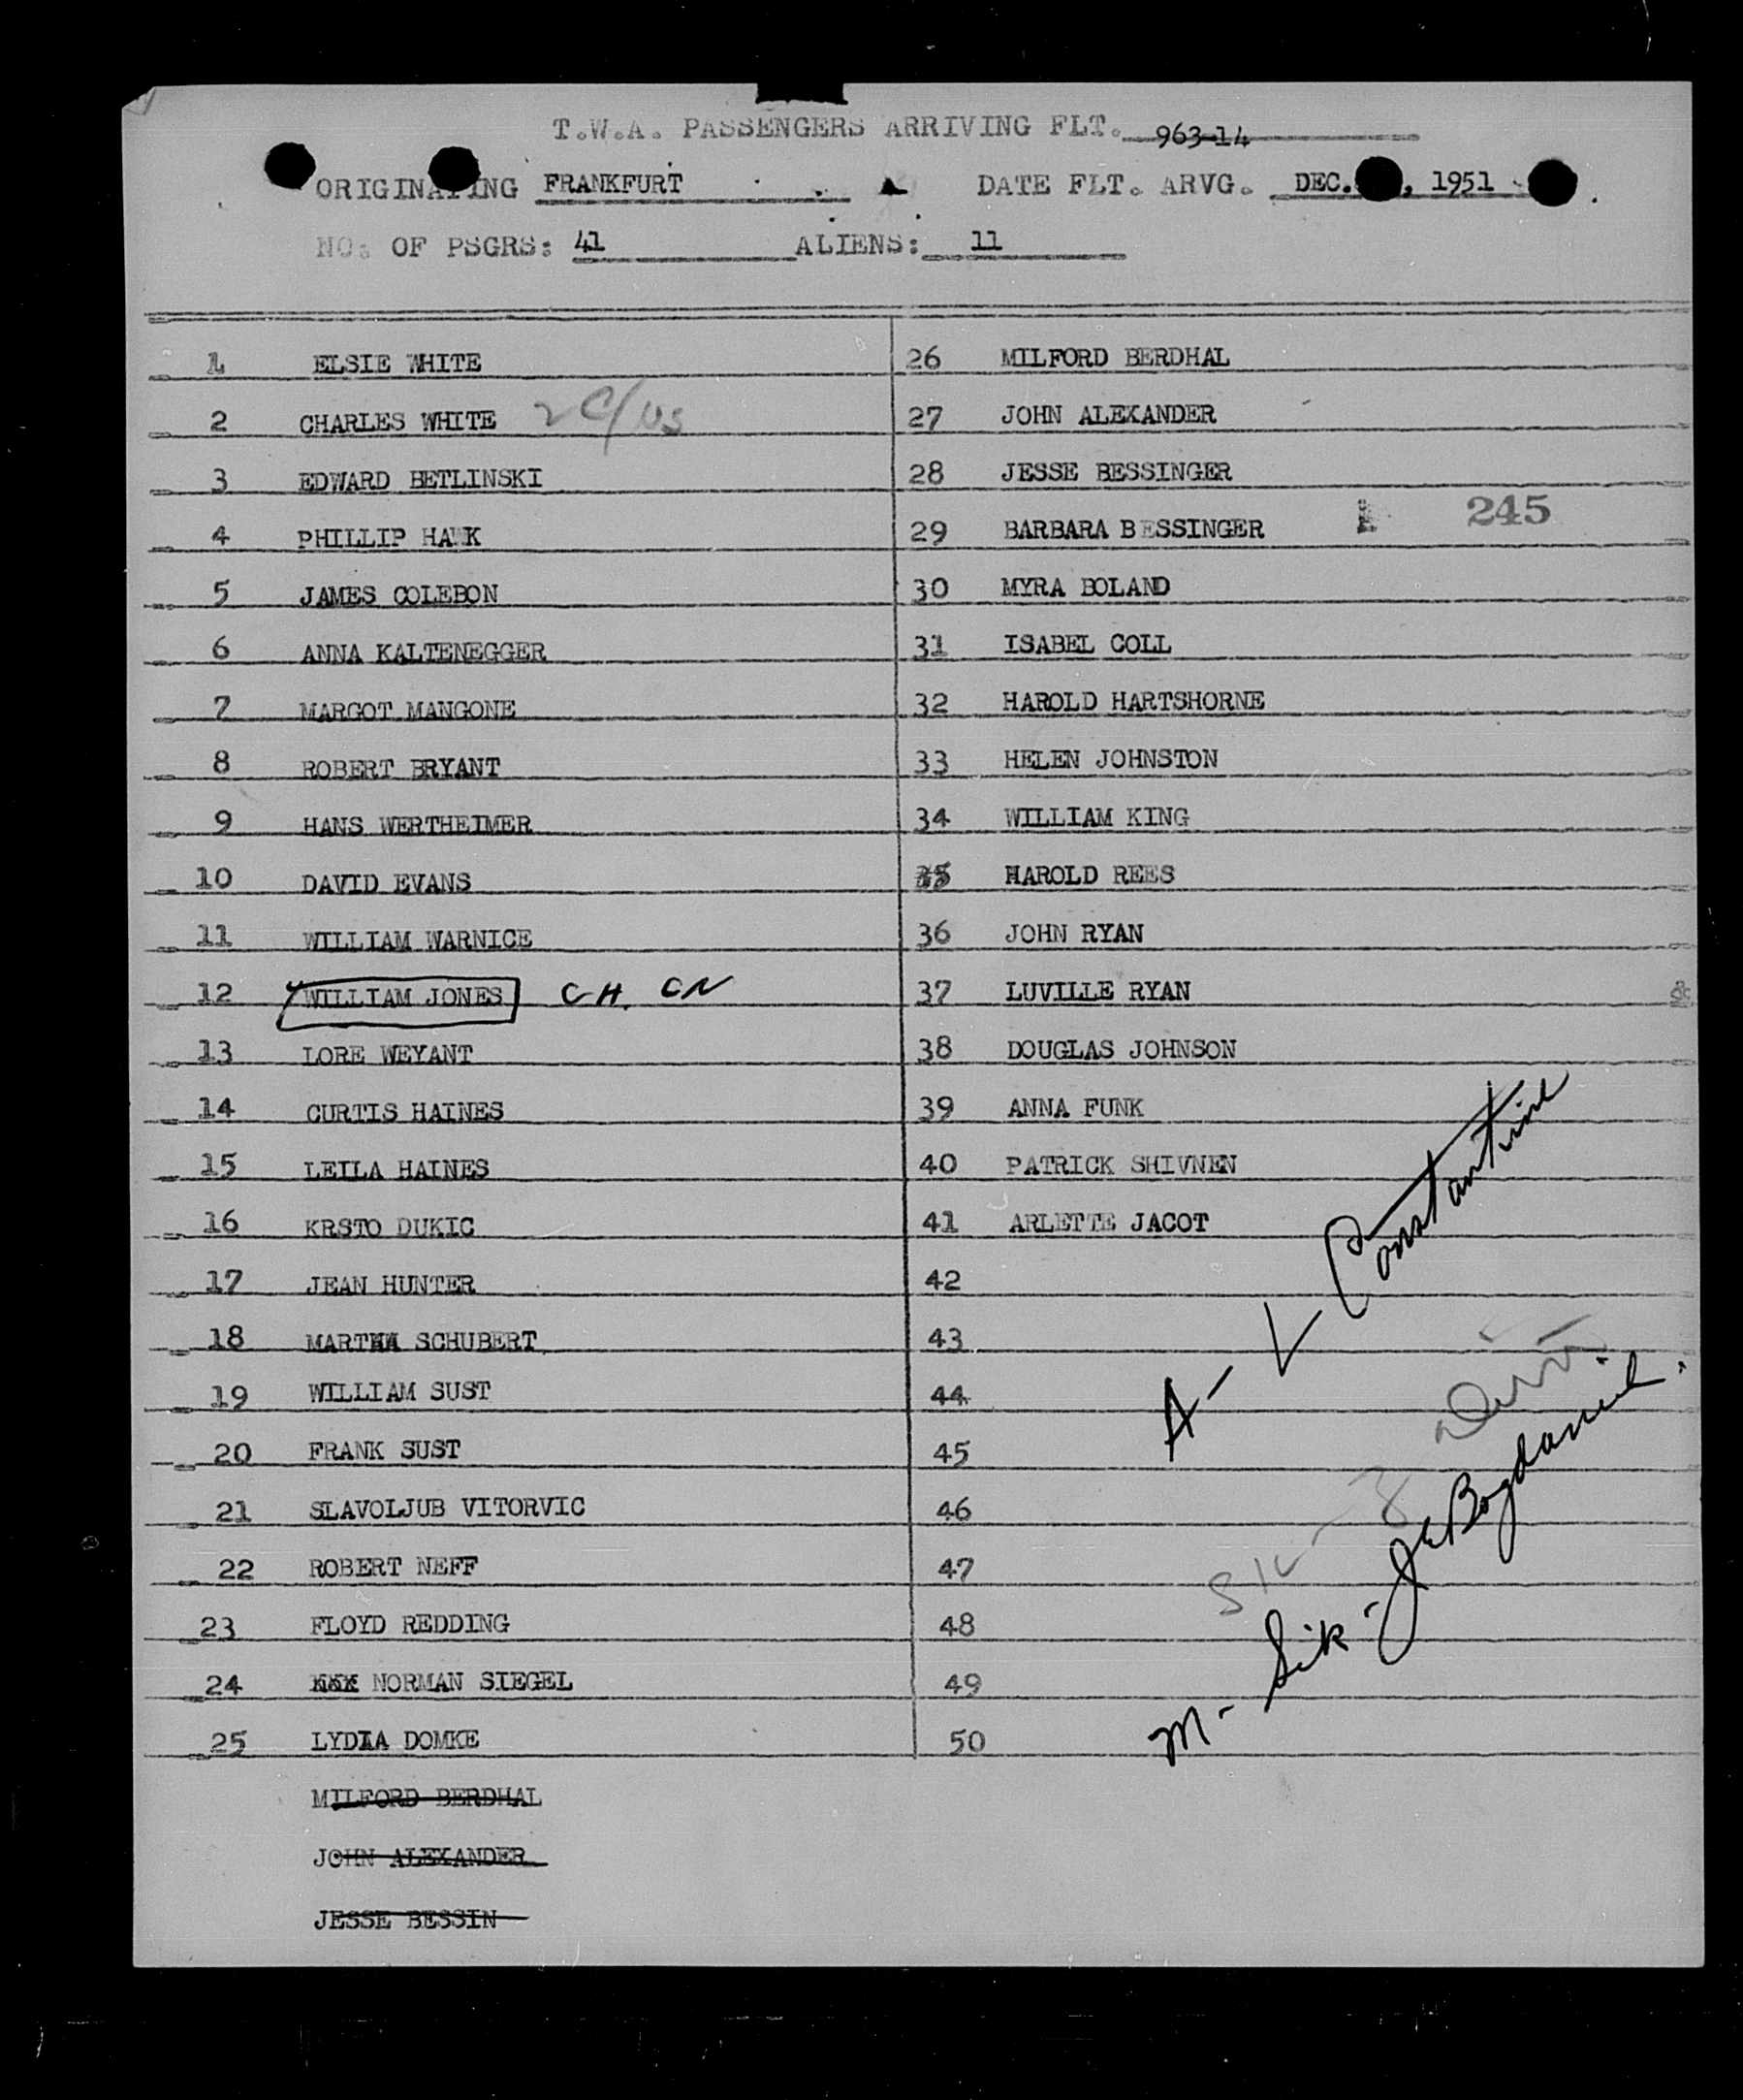 T.W.A. PASSENGERS ARRIVING FLT. 963-14
ORIGINATING FRANKFURT DATE FLT. ARVG. DEC. , 1951
NO. OF PSGRS: 41 ALIENS: 11
1 ELSIE WHITE
2 CHARLES WHITE 2 C/US
3 EDWARD BETLINSKI
4 PHILLIP
5 JAMES COLEBON
6 ANNA KALTENEGGER
7 MARGOT MANGONE
8 ROBERT BRYANT
9 HANS WERTHEIMER
10 DAVID EVANS
11 WILLIAM WARNICE
12 WILLIAM JONES CH. CN
13 LORE WEYANT
14 CURTIS HAINES
15 LEILA HAINES
16 KRSTO DUKIC
17 JEAN HUNTER
18 MARTHA SCHUBERT
19 WILLIAM SUST
20 FRANK SUST
21 SLAVOLJUB VITORVIC
22 ROBERT NEFF
23 FLOYD REDDING
24 NORMAN SIEGEL
25 LYDIA DOMKE
MILFORD BERDHAL
JOHN ALEXANDER
JESSE BESSIN
26 MILFORD BERDHAL
27 JOHN ALEXANDER
28 JESSE BESSINGER
29 BARBARA BESSINGER 245
30 MYRA BOLAND
31 ISABEL COLL
32 HAROLD HARTSHORNE
33 HELEN JOHNSTON
34 WILLIAM KING
35 HAROLD REES
36 JOHN RYAN
37 LUVILLE RYAN
38 DOUGLAS JOHNSON
39 ANNA FUNK
40 PATRICK SHIVNEN
41 ARLETTE JACOT
42
43
44
45
46
47
48
49
50
A- L Constantine
M- Sik-